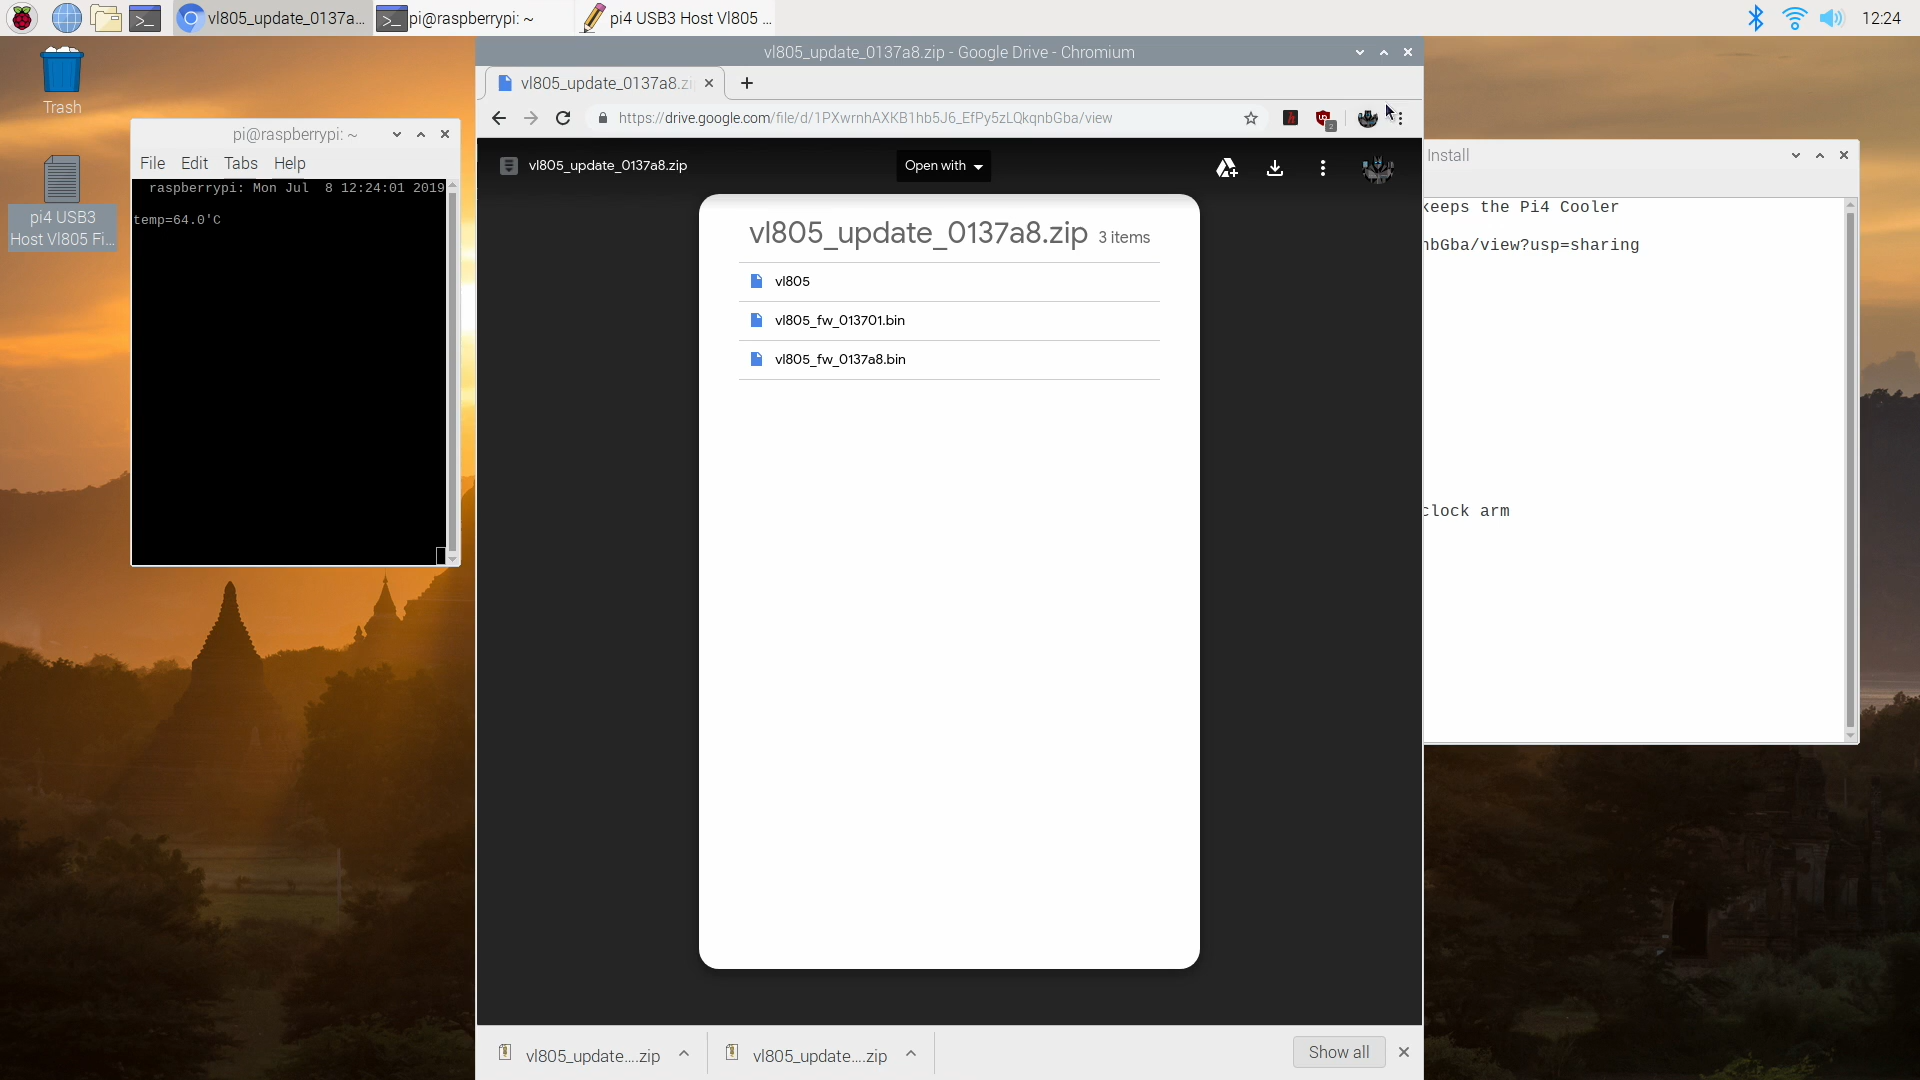 vl805_update_0137a...
pi@raspberrypi: ~
pi4 USB3 Host Vl805 ...
12:24
Trash
pi4 USB3
Host Vl805 Fi...
pi@raspberrypi: ~
File Edit Tabs Help
raspberrypi: Mon Jul  8 12:24:01 2019
temp=64.0'C
vl805_update_0137a8.zip - Google Drive - Chromium
vl805_update_0137a8.zi
https://drive.google.com/file/d/1PXwrnhAXKB1hb5J6_EfPy5zLQkqnbGba/view
2
vl805_update_0137a8.zip
Open with
vl805_update_0137a8.zip 3 items
vl805
vl805_fw_013701.bin
vl805_fw_0137a8.bin
vl805_update....zip
vl805_update....zip
Show all
Install
keeps the Pi4 Cooler
nbGba/view?usp=sharing
clock arm